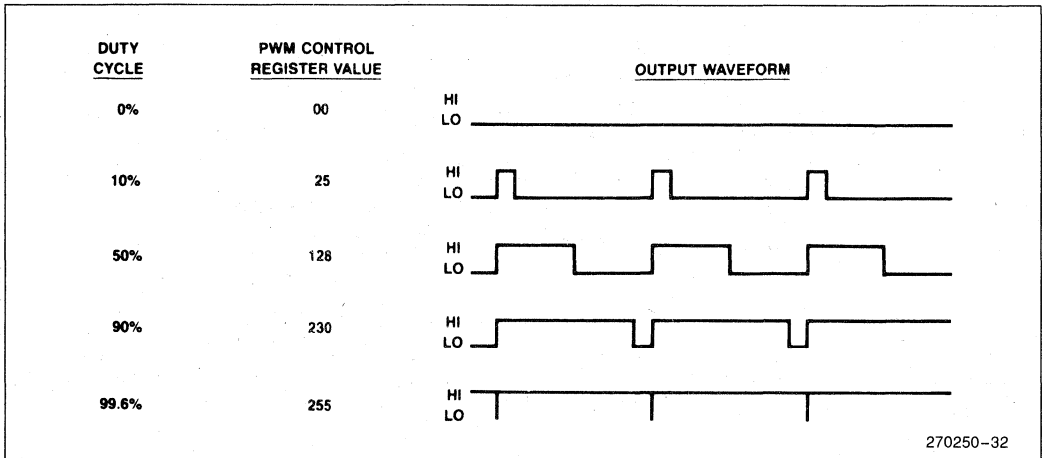 DUTY CYCLE PWM CONTROL REGISTER VALUE OUTPUT WAVEFORM
0% 00 HI LO
10% 25 HI LO
50% 128 HI LO
90% 230 HI LO
99.6% 255 HI LO
270250-32